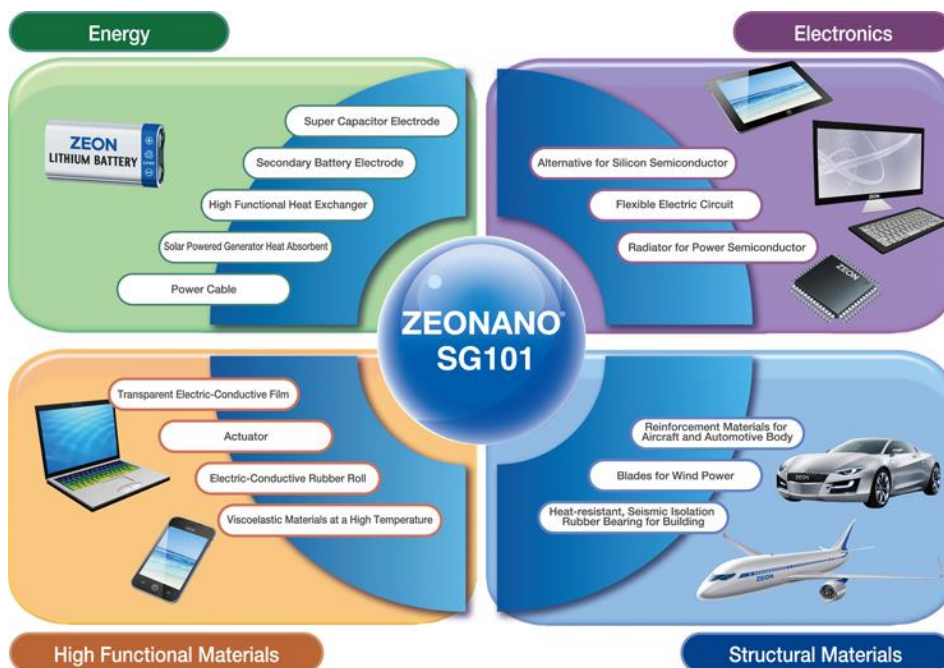 Energy
Electronics
ZEON
LITHIUM BATTERY
Super Capacitor Electrode
Secondary Battery Electrode
High Functional Heat Exchanger
Solar Powered Generator Heat Absorbent
Power Cable
Alternative for Silicon Semiconductor
Flexible Electric Circuit
Radiator for Power Semiconductor
ZEON
ZEON
ZEONANO®
SG101
Transparent Electric-Conductive Film
Actuator
Electric-Conductive Rubber Roll
Viscoelastic Materials at a High Temperature
Reinforcement Materials for
Aircraft and Automotive Body
Blades for Wind Power
Heat-resistant, Seismic Isolation
Rubber Bearing for Building
ZEON
ZEON
High Functional Materials
Structural Materials